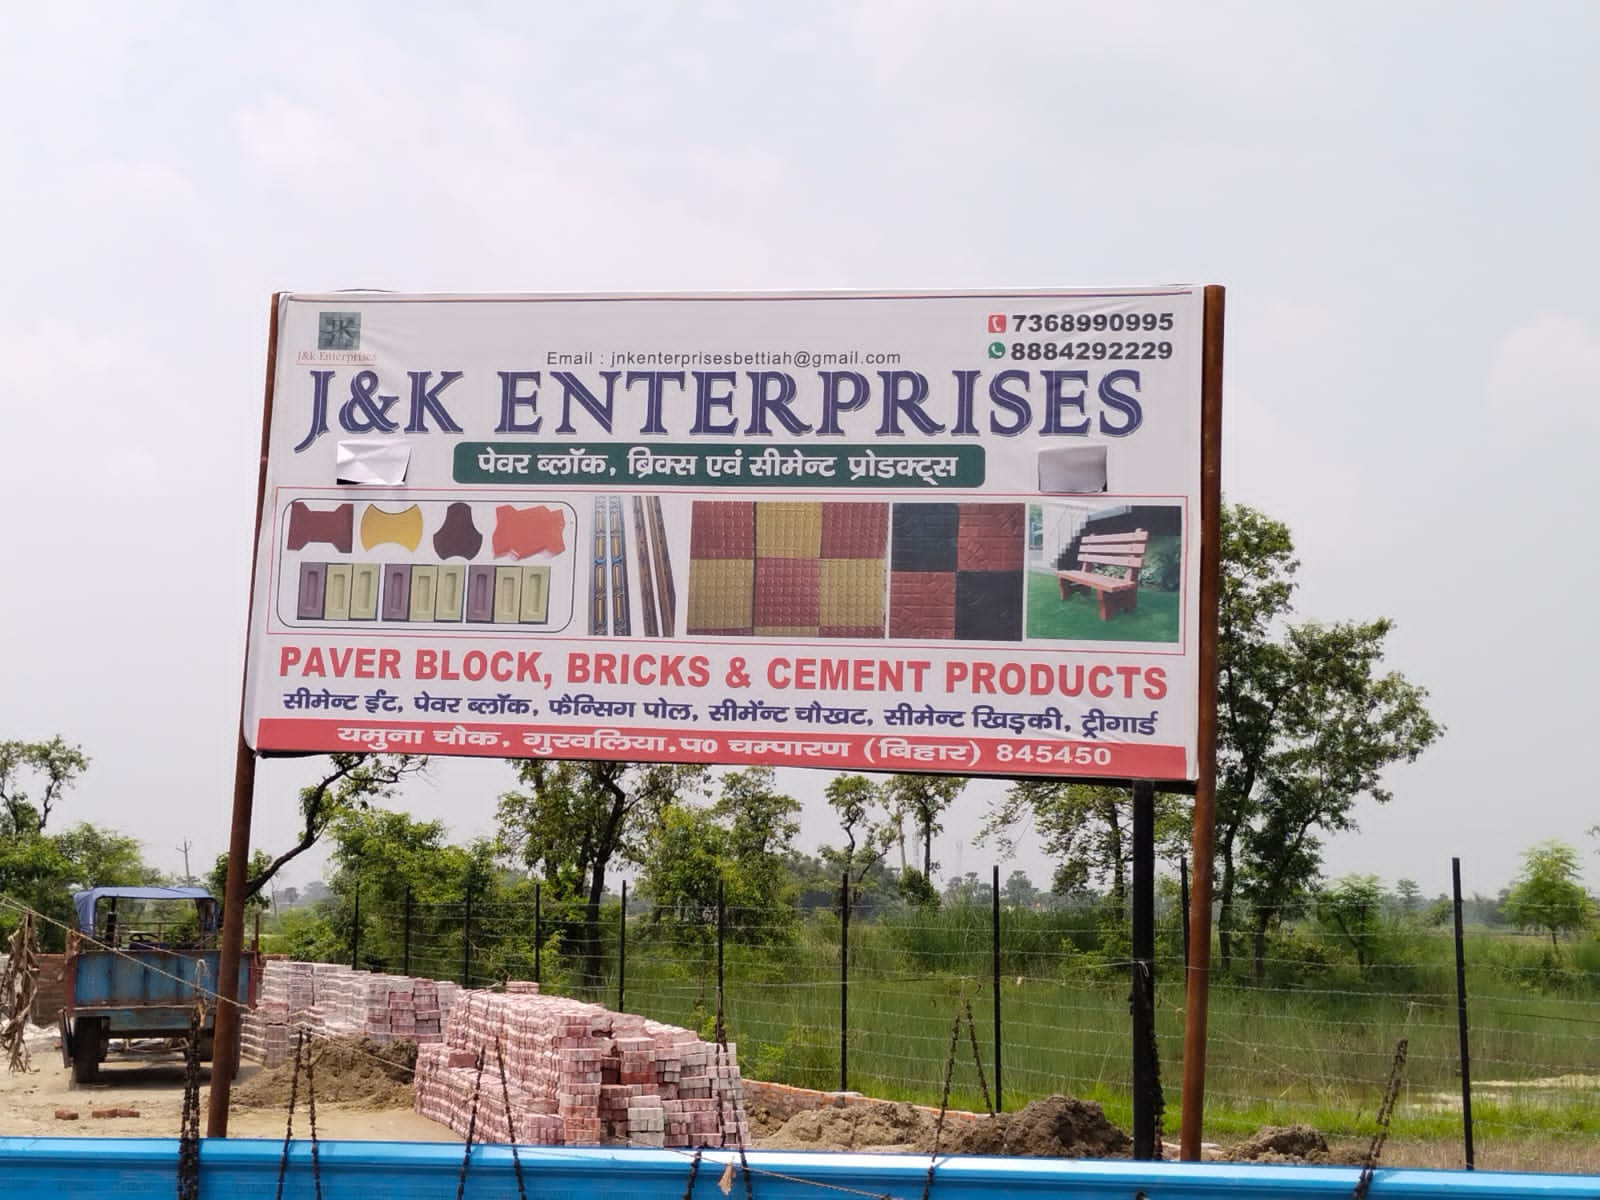 JK
J&k Enterprises
7368990995
Email : jnkenterprisesbettiah@gmail.com
8884292229
J&K ENTERPRISES
पेवर ब्लॉक, ब्रिक्स एवं सीमेन्ट प्रोडक्ट्स
PAVER BLOCK, BRICKS & CEMENT PRODUCTS
सीमेन्ट ईंट, पेवर ब्लॉक, फैन्सिग पोल, सीमेंन्ट चौखट, सीमेन्ट खिड़की, ट्रीगार्ड
यमुना चौक, गुरवलिया,प० चम्पारण (बिहार) 845450